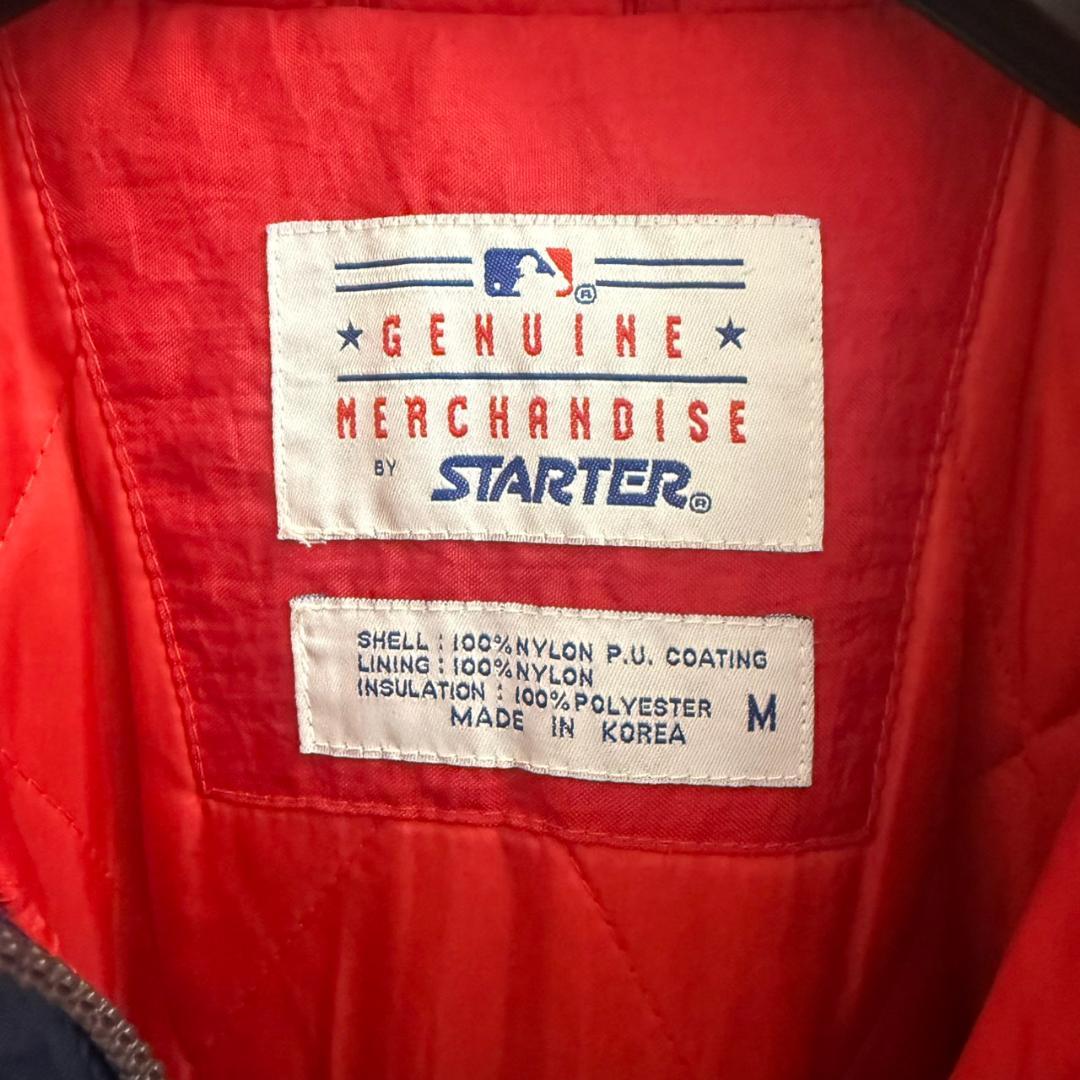 ®
★ GENUINE ★
MERCHANDISE
BY STARTER®
SHELL : 100% NYLON P.U. COATING
LINING : 100% NYLON
INSULATION : 100% POLYESTER M
MADE IN KOREA